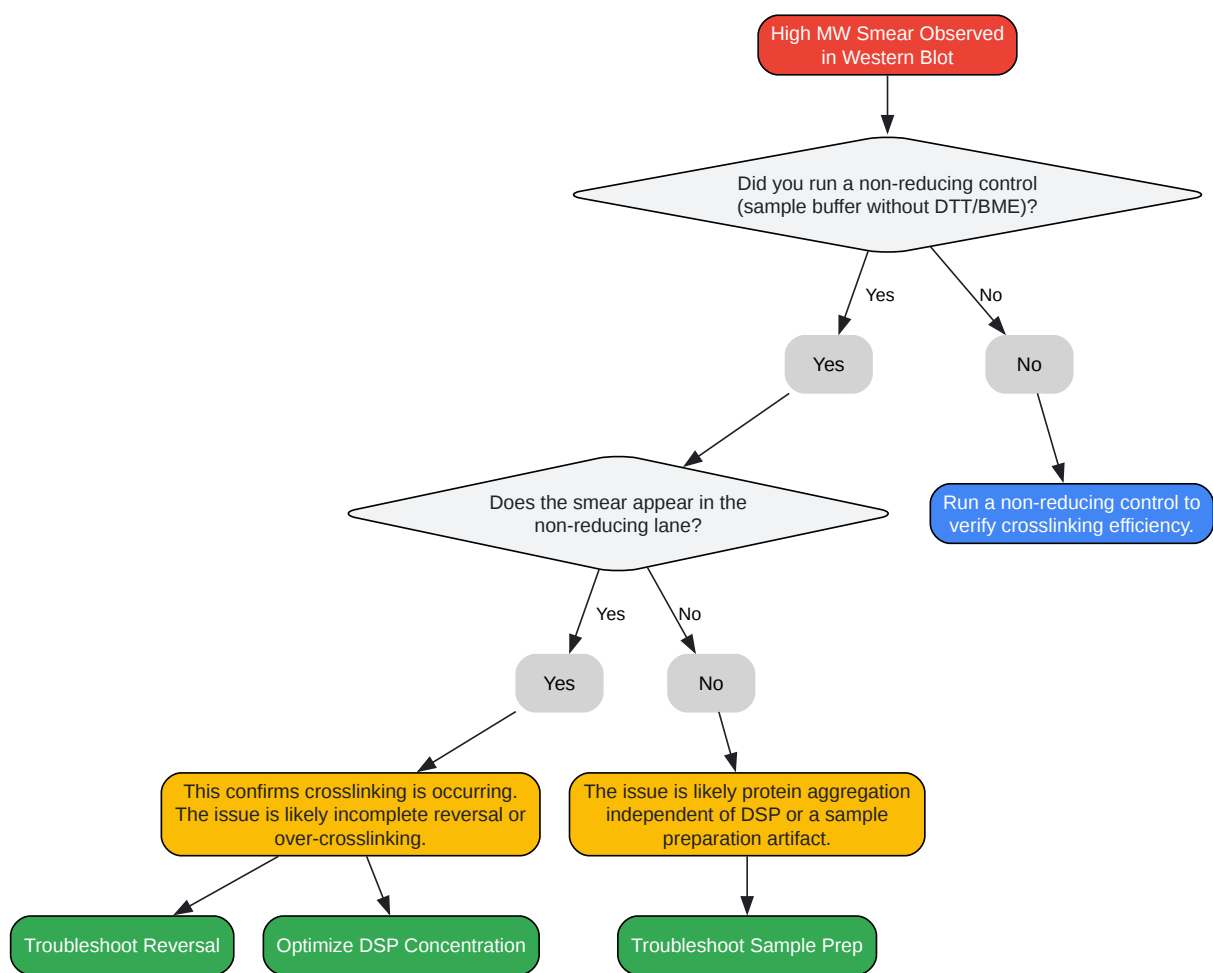 High MW Smear Observed
in Western Blot
Did you run a non-reducing control
(sample buffer without DTT/BME)?
Yes
No
Yes
No
Does the smear appear in the
non-reducing lane?
Run a non-reducing control to
verify crosslinking efficiency.
Yes
No
Yes
No
This confirms crosslinking is occurring.
The issue is likely incomplete reversal or
over-crosslinking.
The issue is likely protein aggregation
independent of DSP or a sample
preparation artifact.
Troubleshoot Reversal
Optimize DSP Concentration
Troubleshoot Sample Prep